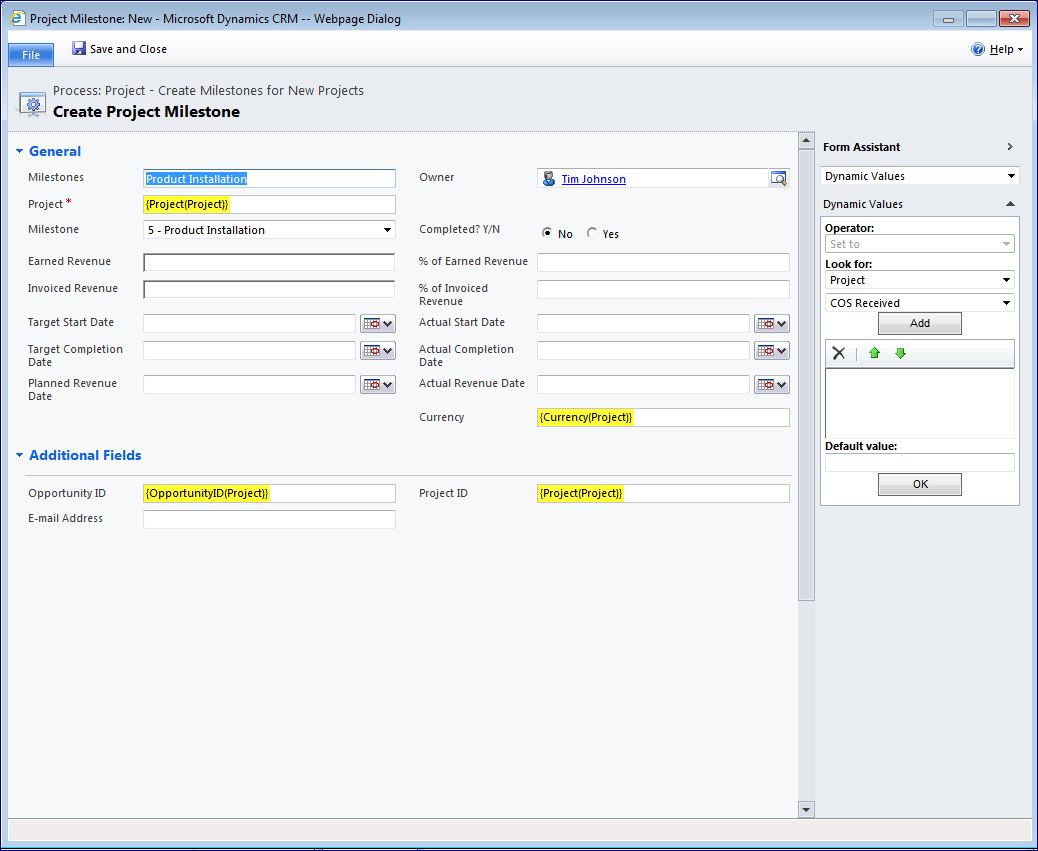 Project Milestone: New - Microsoft Dynamics CRM -- Webpage Dialog
File
Save and Close
Help
Process: Project - Create Milestones for New Projects
Create Project Milestone
General
Milestones
Product Installation
Owner
Tim Johnson
Project*
{Project(Project)}
Milestone
5 - Product Installation
Completed? Y/N
No
Yes
Earned Revenue
% of Earned Revenue
Invoiced Revenue
% of Invoiced
Revenue
Target Start Date
Actual Start Date
Target Completion
Date
Actual Completion
Date
Planned Revenue
Date
Actual Revenue Date
Currency
{Currency(Project)}
Additional Fields
Opportunity ID
{OpportunityID(Project)}
Project ID
{Project(Project)}
E-mail Address
Form Assistant
Dynamic Values
Dynamic Values
Operator:
Set to
Look for:
Project
COS Received
Add
Default value:
OK